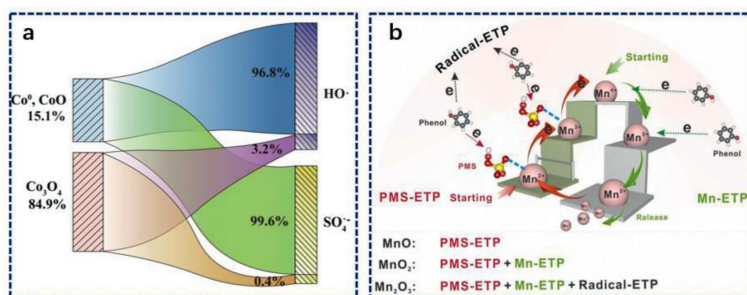 a
Co⁰, CoO
15.1%
Co₃O₄
84.9%
96.8%
HO·
3.2%
99.6%
SO₄·⁻
0.4%
b
Radical-ETP
e
e
e
Starting
Mn⁴⁺
e
Phenol
e
Mn³⁺
Mn³⁺
e
e
Phenol
PMS
PMS-ETP
Starting
Mn²⁺
Mn²⁺
Mn-ETP
Release
MnO: PMS-ETP
MnO₂: PMS-ETP + Mn-ETP
Mn₂O₃: PMS-ETP + Mn-ETP + Radical-ETP